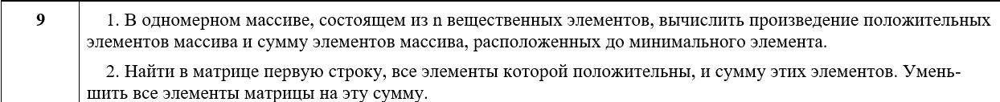 9
1. В одномерном массиве, состоящем из n вещественных элементов, вычислить произведение положительных
элементов массива и сумму элементов массива, расположенных до минимального элемента.
2. Найти в матрице первую строку, все элементы которой положительны, и сумму этих элементов. Умень-
шить все элементы матрицы на эту сумму.